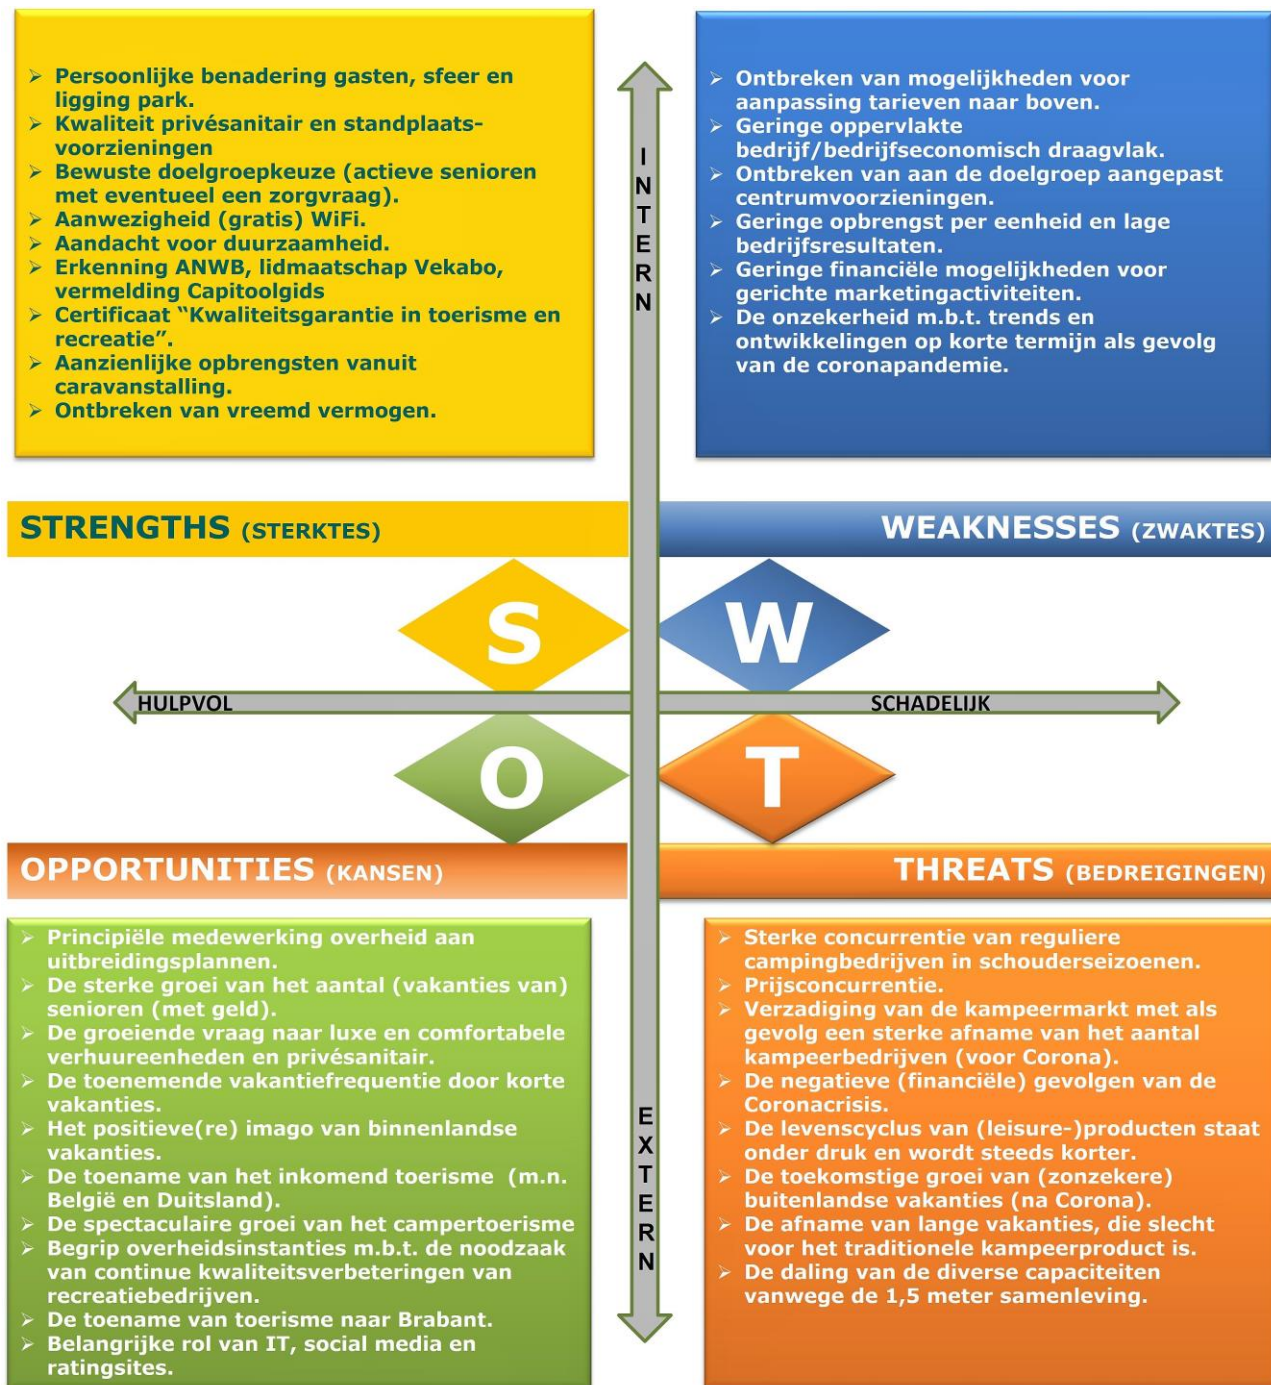 ➢ Persoonlijke benadering gasten, sfeer en
ligging park.
➢ Kwaliteit privésanitair en standplaats-
voorzieningen
➢ Bewuste doelgroepkeuze (actieve senioren
met eventueel een zorgvraag).
➢ Aanwezigheid (gratis) WiFi.
➢ Aandacht voor duurzaamheid.
➢ Erkenning ANWB, lidmaatschap Vekabo,
vermelding Capitoolgids
➢ Certificaat “Kwaliteitsgarantie in toerisme en
recreatie”.
➢ Aanzienlijke opbrengsten vanuit
caravanstalling.
➢ Ontbreken van vreemd vermogen.
INTERN
➢ Ontbreken van mogelijkheden voor
aanpassing tarieven naar boven.
➢ Geringe oppervlakte
bedrijf/bedrijfseconomisch draagvlak.
➢ Ontbreken van aan de doelgroep aangepast
centrumvoorzieningen.
➢ Geringe opbrengst per eenheid en lage
bedrijfsresultaten.
➢ Geringe financiële mogelijkheden voor
gerichte marketingactiviteiten.
➢ De onzekerheid m.b.t. trends en
ontwikkelingen op korte termijn als gevolg
van de coronapandemie.
STRENGTHS (STERKTES)
WEAKNESSES (ZWAKTES)
S
W
HULPVOL
SCHADELIJK
O
T
OPPORTUNITIES (KANSEN)
THREATS (BEDREIGINGEN)
➢ Principiële medewerking overheid aan
uitbreidingsplannen.
➢ De sterke groei van het aantal (vakanties van)
senioren (met geld).
➢ De groeiende vraag naar luxe en comfortabele
verhuureenheden en privésanitair.
➢ De toenemende vakantiefrequentie door korte
vakanties.
➢ Het positieve(re) imago van binnenlandse
vakanties.
➢ De toename van het inkomend toerisme (m.n.
België en Duitsland).
➢ De spectaculaire groei van het campertoerisme
➢ Begrip overheidsinstanties m.b.t. de noodzaak
van continue kwaliteitsverbeteringen van
recreatiebedrijven.
➢ De toename van toerisme naar Brabant.
➢ Belangrijke rol van IT, social media en
ratingsites.
EXTERN
➢ Sterke concurrentie van reguliere
campingbedrijven in schouderseizoenen.
➢ Prijsconcurrentie.
➢ Verzadiging van de kampeermarkt met als
gevolg een sterke afname van het aantal
kampeerbedrijven (voor Corona).
➢ De negatieve (financiële) gevolgen van de
Coronacrisis.
➢ De levenscyclus van (leisure-)producten staat
onder druk en wordt steeds korter.
➢ De toekomstige groei van (zonzekere)
buitenlandse vakanties (na Corona).
➢ De afname van lange vakanties, die slecht
voor het traditionele kampeerproduct is.
➢ De daling van de diverse capaciteiten
vanwege de 1,5 meter samenleving.